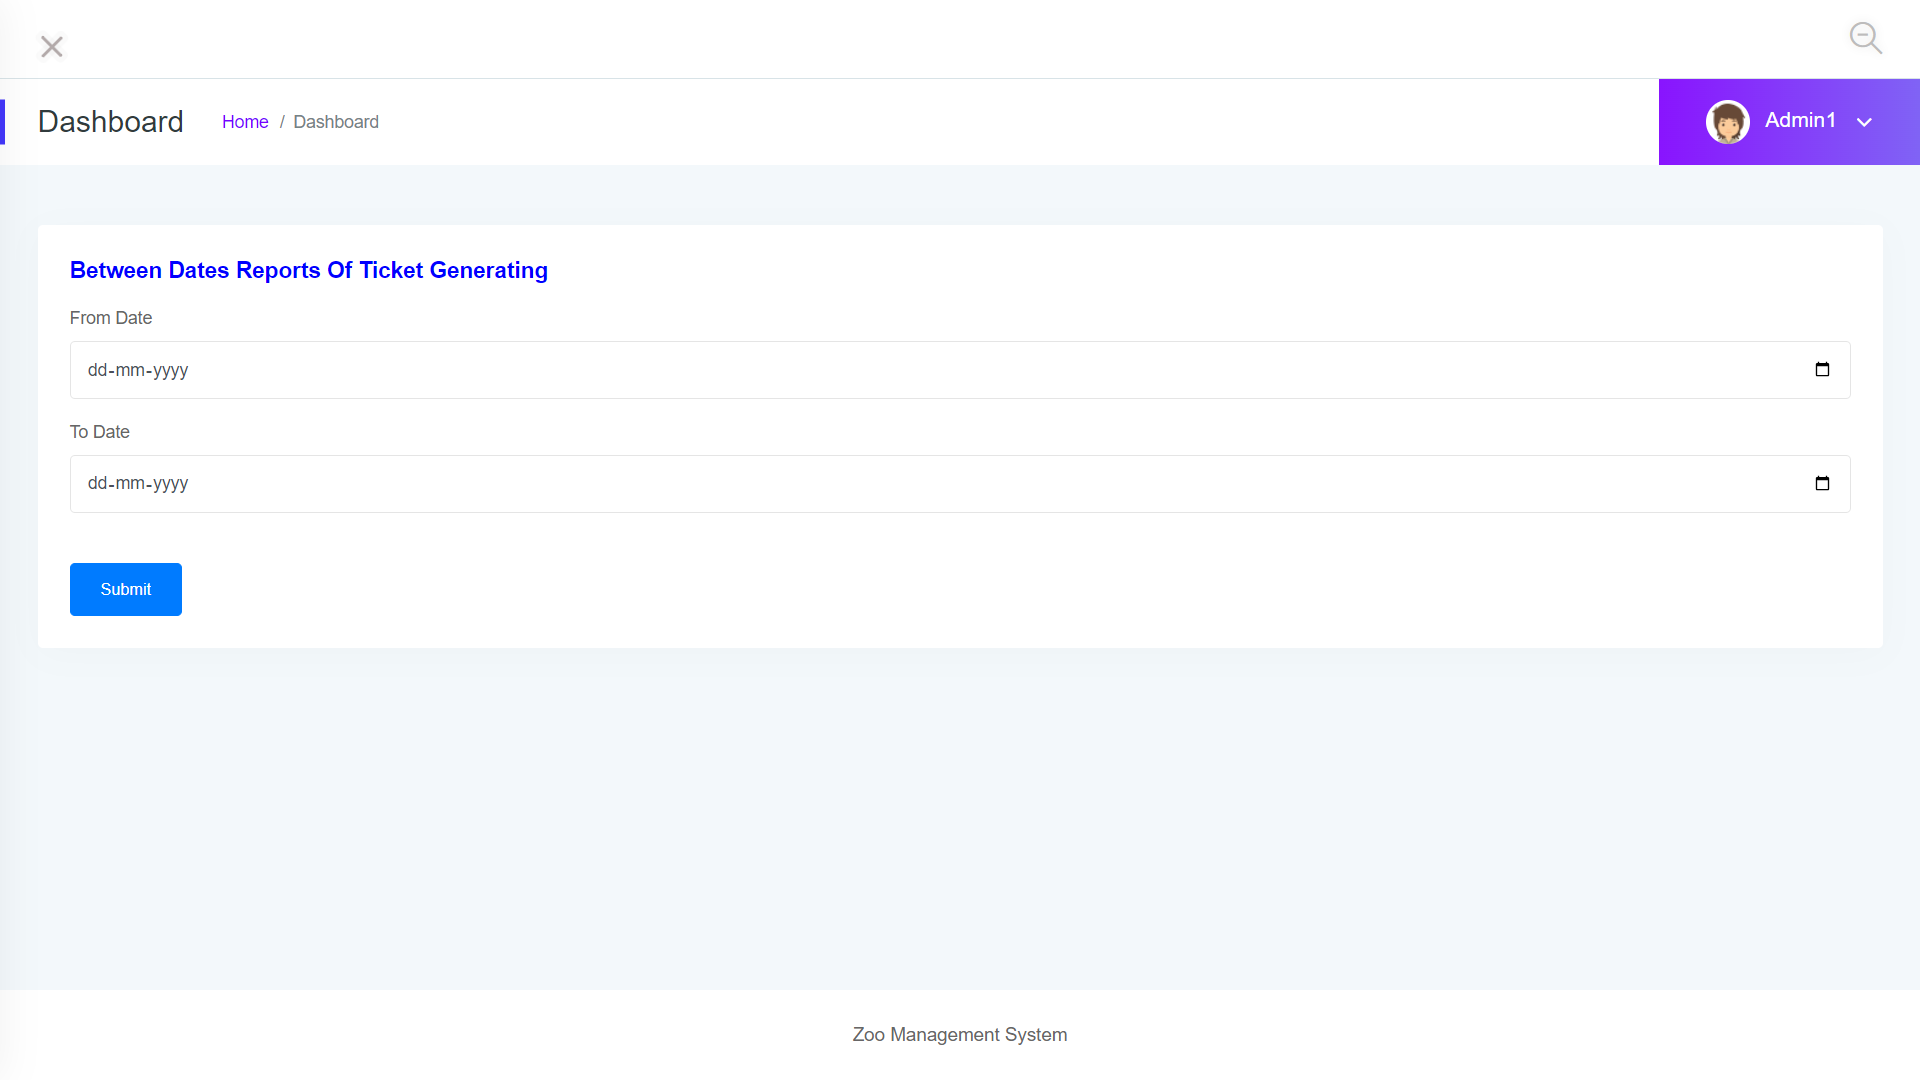 Dashboard
Home / Dashboard
Admin1
Between Dates Reports Of Ticket Generating
From Date
dd-mm-yyyy
To Date
dd-mm-yyyy
Submit
Zoo Management System